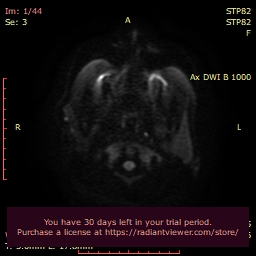 Im: 1/44
Se: 3
STP82
STP82
F
A
Ax DWI B 1000
R
L
You have 30 days left in your trial period.
Purchase a license at https://radiantviewer.com/store/